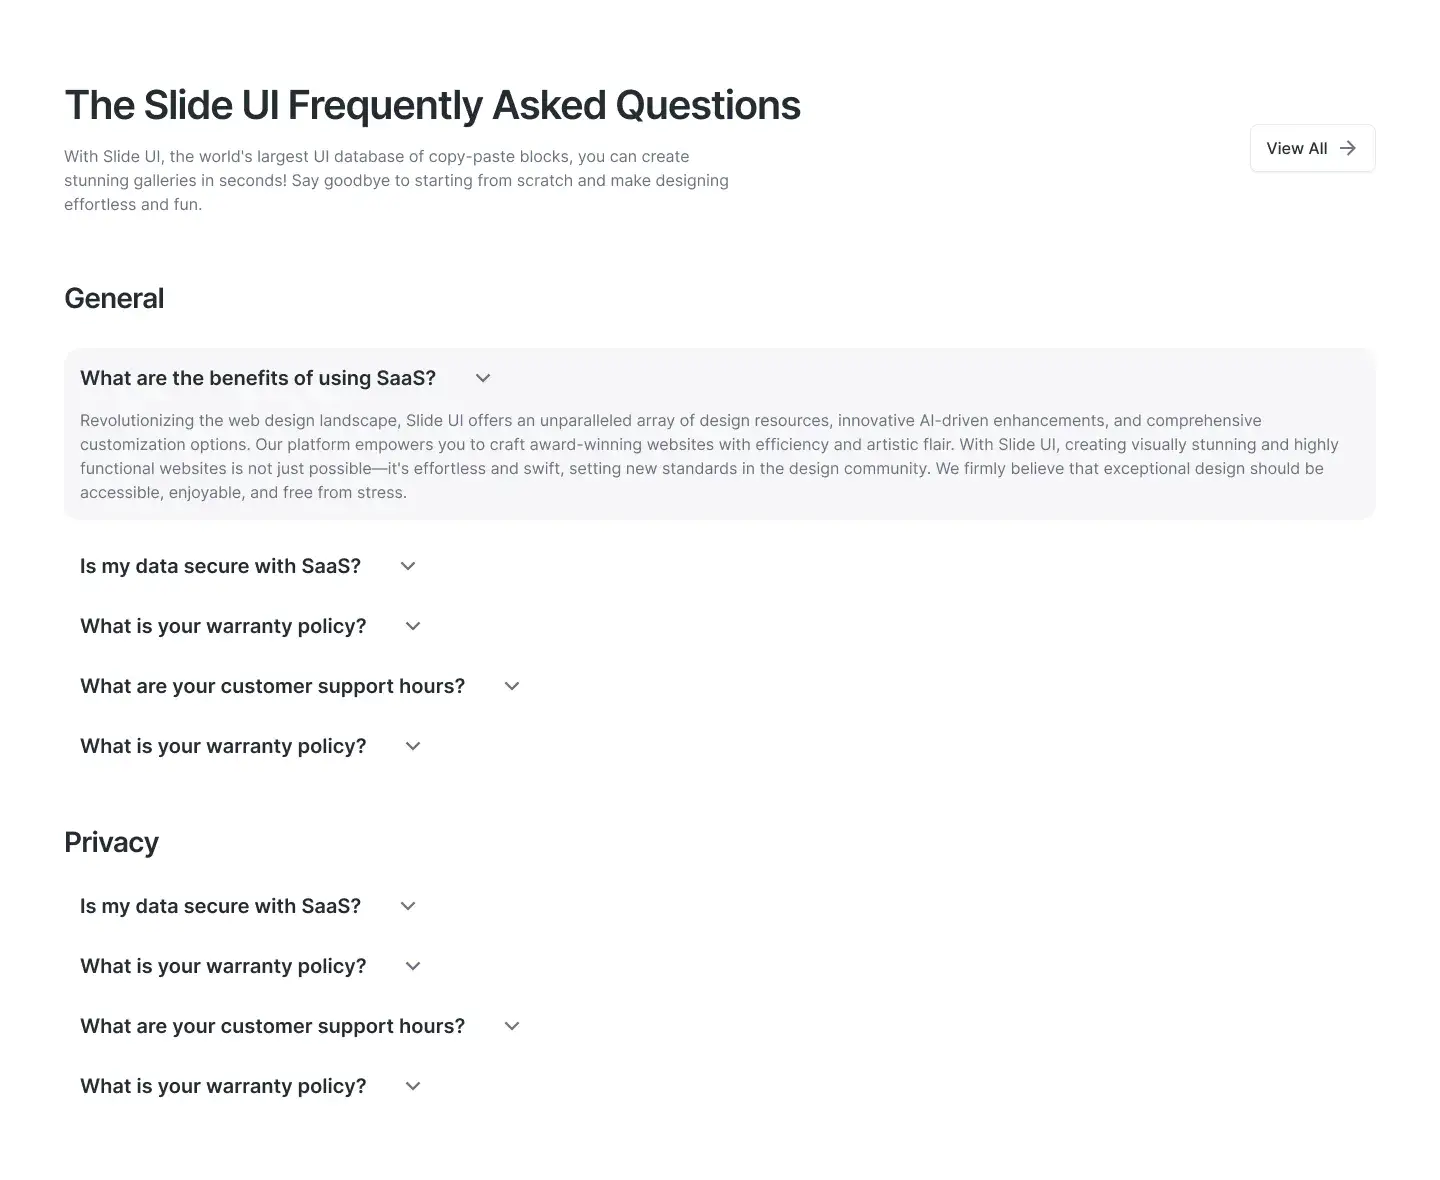 The Slide UI Frequently Asked Questions
With Slide UI, the world's largest UI database of copy-paste blocks, you can create
stunning galleries in seconds! Say goodbye to starting from scratch and make designing
effortless and fun.
View All
General
What are the benefits of using SaaS?
Revolutionizing the web design landscape, Slide UI offers an unparalleled array of design resources, innovative AI-driven enhancements, and comprehensive
customization options. Our platform empowers you to craft award-winning websites with efficiency and artistic flair. With Slide UI, creating visually stunning and highly
functional websites is not just possible—it's effortless and swift, setting new standards in the design community. We firmly believe that exceptional design should be
accessible, enjoyable, and free from stress.
Is my data secure with SaaS?
What is your warranty policy?
What are your customer support hours?
What is your warranty policy?
Privacy
Is my data secure with SaaS?
What is your warranty policy?
What are your customer support hours?
What is your warranty policy?